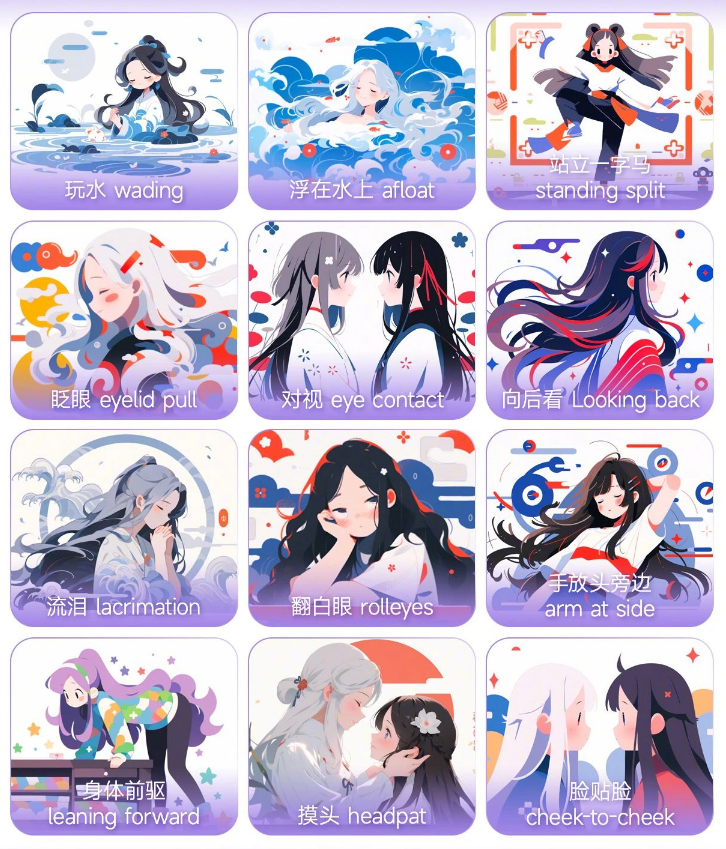 玩水 wading
浮在水上 afloat
站立一字马
standing split
眨眼 eyelid pull
对视 eye contact
向后看 Looking back
流泪 lacrimation
翻白眼 rolleyes
手放头旁边
arm at side
身体前驱
leaning forward
摸头 headpat
脸贴脸
cheek-to-cheek